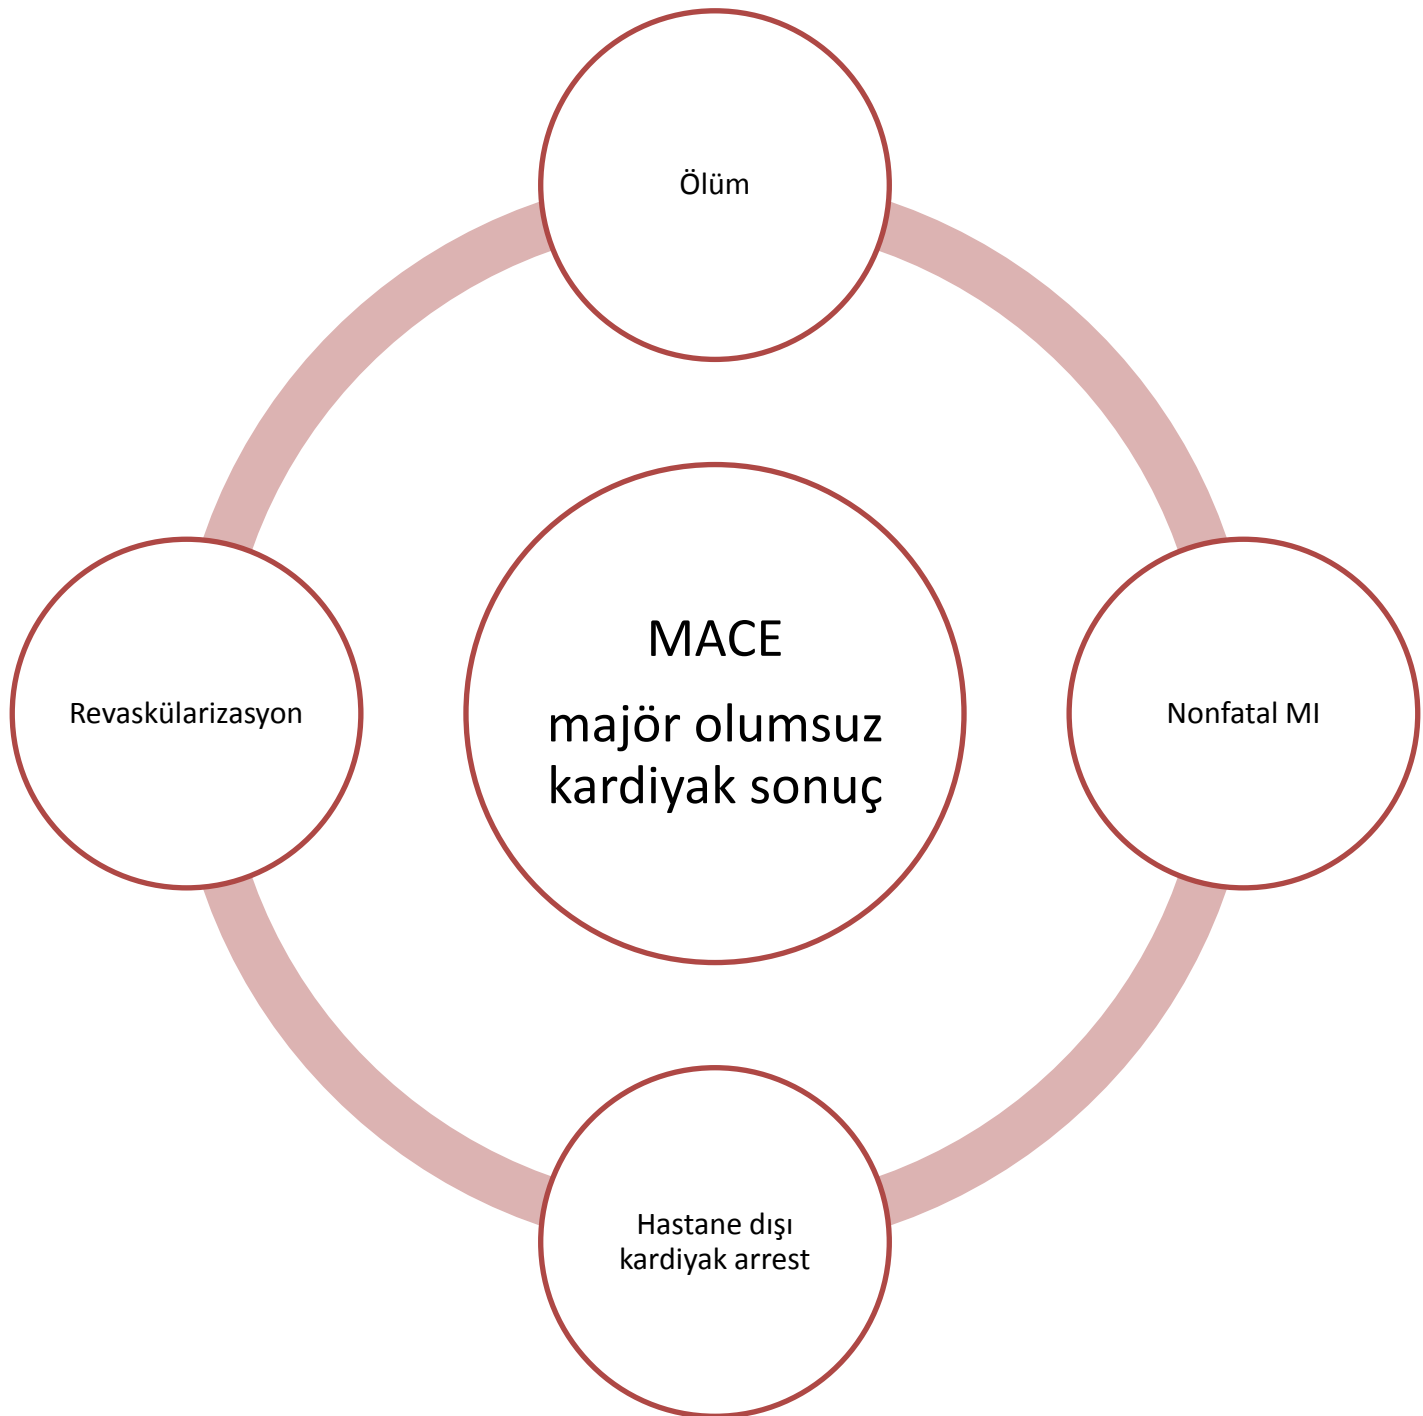 Ölüm
MACE
majör olumsuz
kardiyak sonuç
Revaskülarizasyon
Nonfatal MI
Hastane dışı
kardiyak arrest